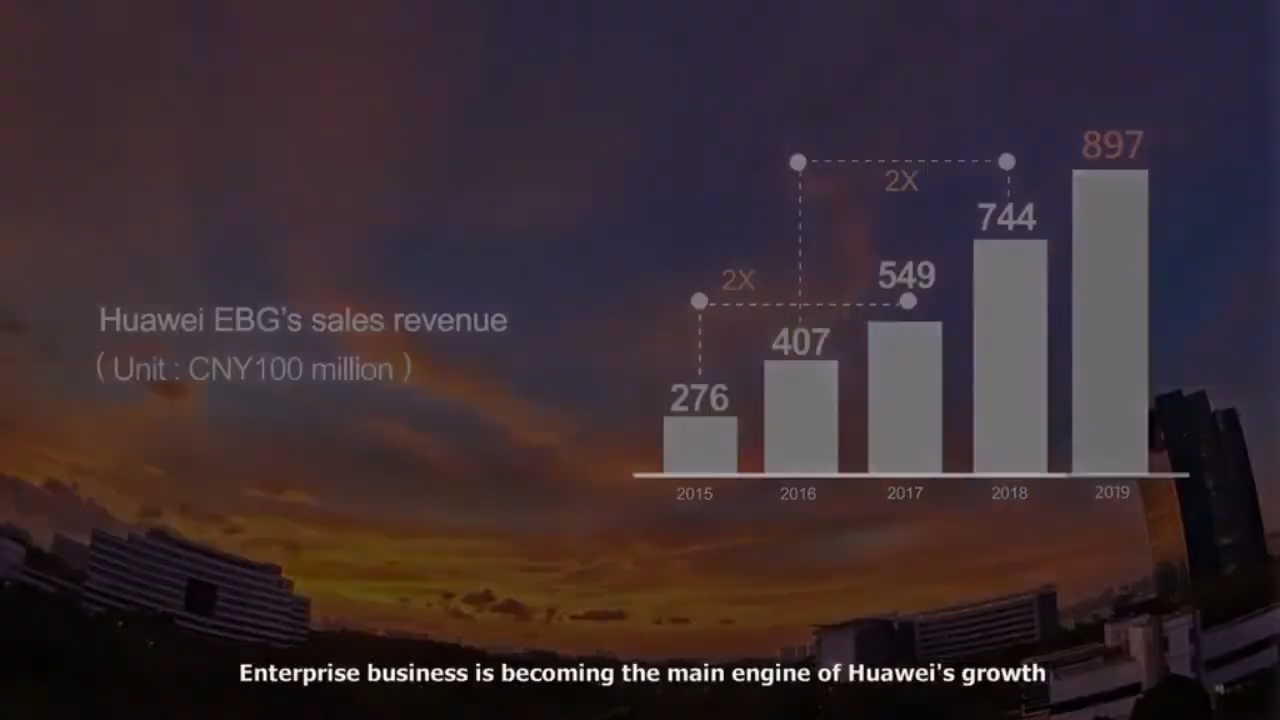 Huawei EBG's sales revenue
( Unit : CNY100 million )
897
2X
744
2X
549
407
276
2015 2016 2017 2018 2019
Enterprise business is becoming the main engine of Huawei's growth